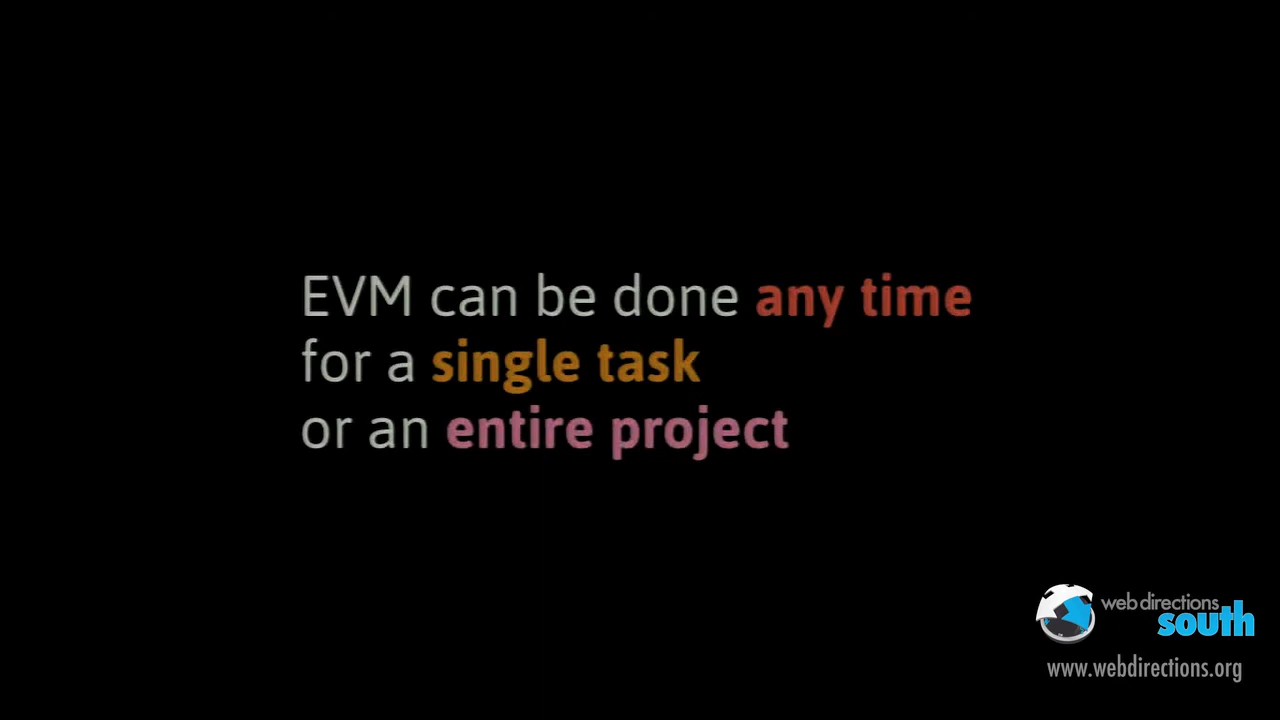 EVM can be done any time
for a single task
or an entire project
web directions
south
www.webdirections.org